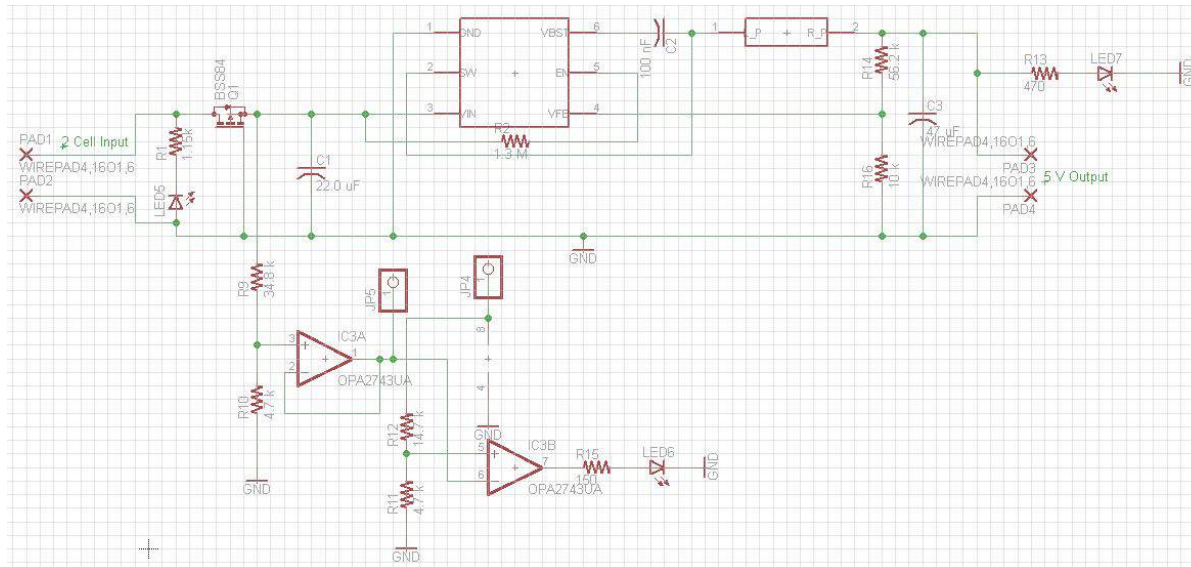 BSS84
Q1
PAD1
2 Cell Input
WIREPAD4,16O1,6
PAD2
WIREPAD4,16O1,6
R1
1.15k
LED5
C1
22.0 uF
1
GND
VBST
6
2
SW
EN
5
3
VIN
VFB
4
R2
1.3 M
100 nF
C2
1
R_P
2
R14
56.2 k
R16
10 k
C3
47 uF
R13
470
LED7
GND
WIREPAD4,16O1,6
PAD3
WIREPAD4,16O1,6
5 V Output
PAD4
GND
R9
34.8 k
R10
4.7 k
GND
3
2
1
IC3A
OPA2743UA
JP5
1
JP4
1
8
4
GND
R12
14.7 k
R11
4.7 k
GND
5
6
7
IC3B
OPA2743UA
R15
150
LED6
GND